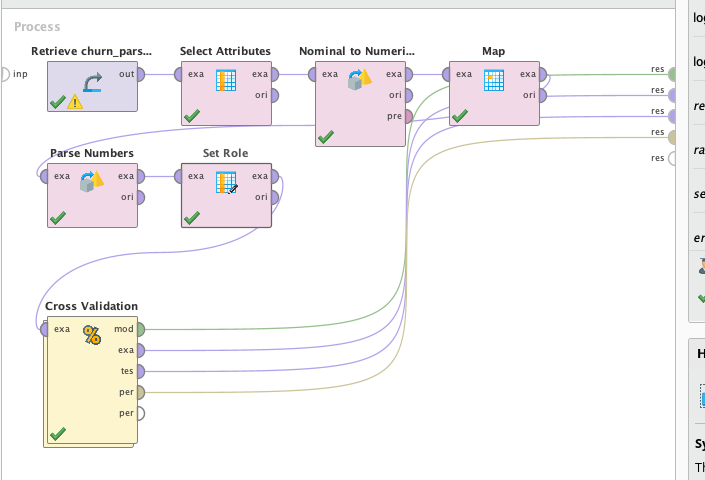 Process
Retrieve churn_pars...
Select Attributes
Nominal to Numeri...
Map
inp
out
exa
exa
ori
exa
exa
ori
pre
exa
exa
ori
res
res
res
res
res
Parse Numbers
Set Role
exa
exa
ori
exa
exa
ori
Cross Validation
exa
mod
exa
tes
per
per
log
log
re
ra
se
er
H
Sy
Th